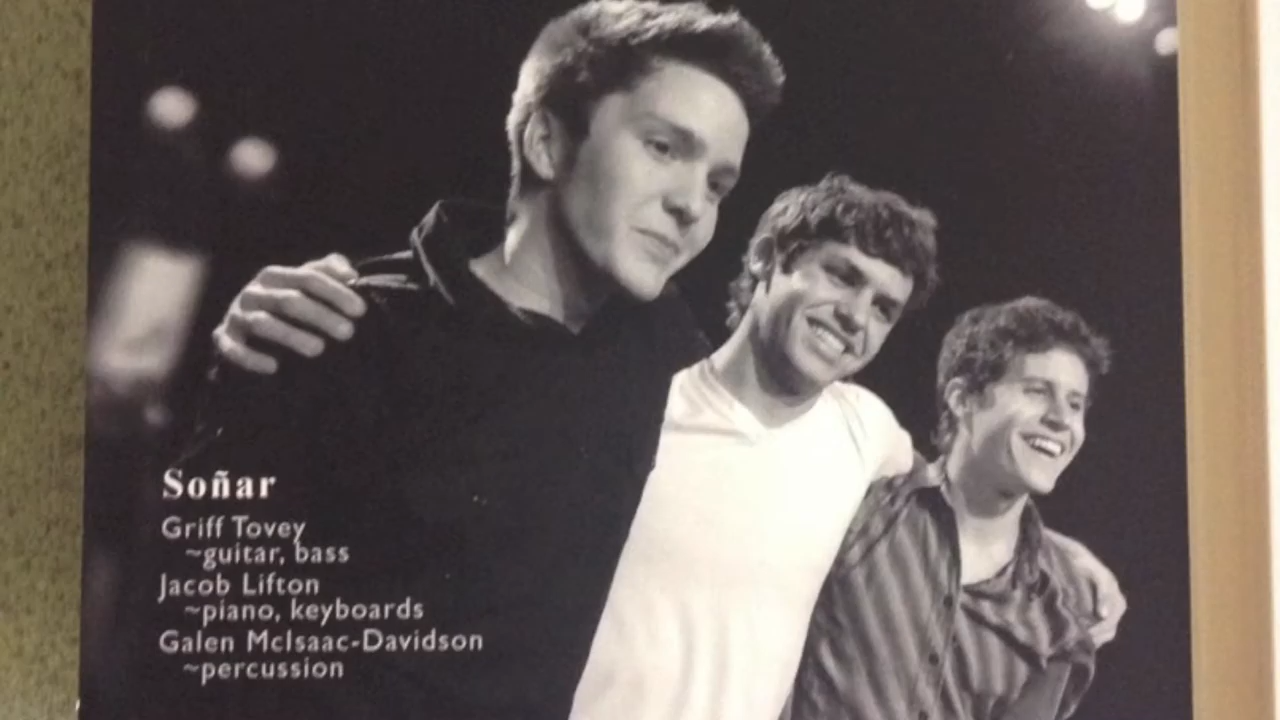 Soñar
Griff Tovey
~guitar, bass
Jacob Lifton
~piano, keyboards
Galen McIsaac-Davidson
~percussion